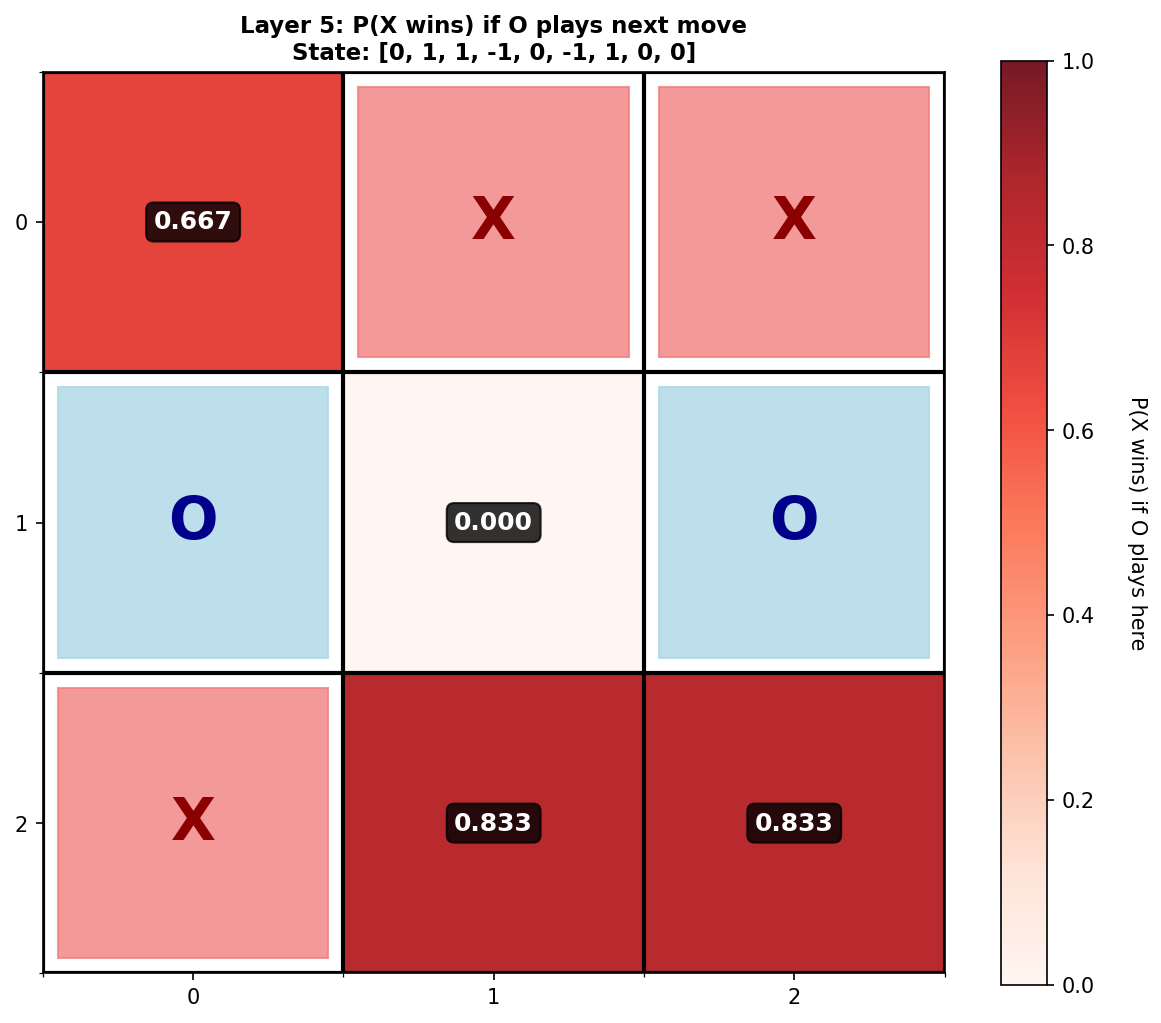 Layer 5: P(X wins) if O plays next move
State: [0, 1, 1, -1, 0, -1, 1, 0, 0]
0
0.667
X
X
1
O
0.000
O
2
X
0.833
0.833
0
1
2
1.0
0.8
0.6
0.4
0.2
0.0
P(X wins) if O plays here